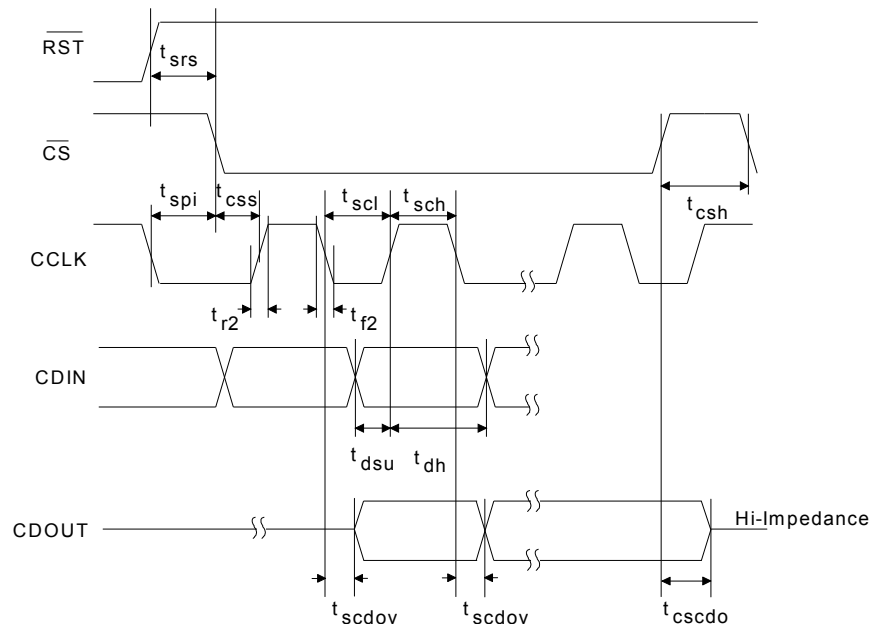 RST
t srs
CS
t spi
t css
t scl
t sch
t csh
CCLK
t r2
t f2
CDIN
t dsu
t dh
CDOUT
Hi-Impedance
t scdov
t scdov
t cscdo